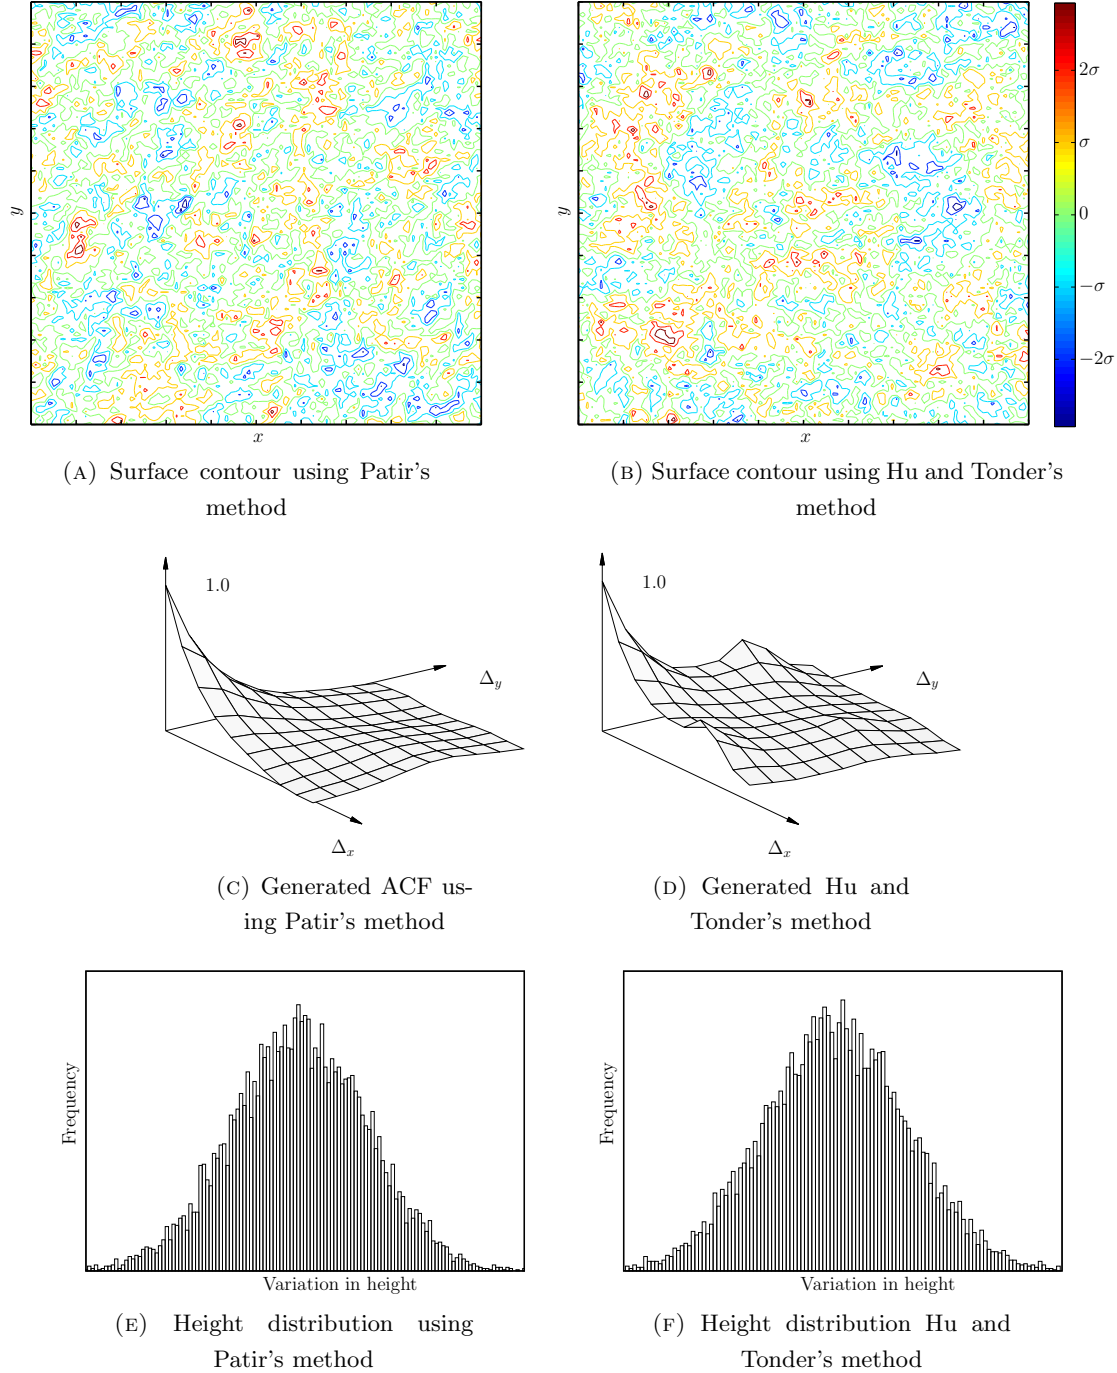 y
x
y
x
2σ
σ
0
−σ
−2σ
(A) Surface contour using Patir's
method
(B) Surface contour using Hu and Tonder's
method
1.0
Δy
Δx
1.0
Δy
Δx
(C) Generated ACF us-
ing Patir's method
(D) Generated Hu and
Tonder's method
Frequency
Variation in height
Frequency
Variation in height
(E) Height distribution using
Patir's method
(F) Height distribution Hu and
Tonder's method